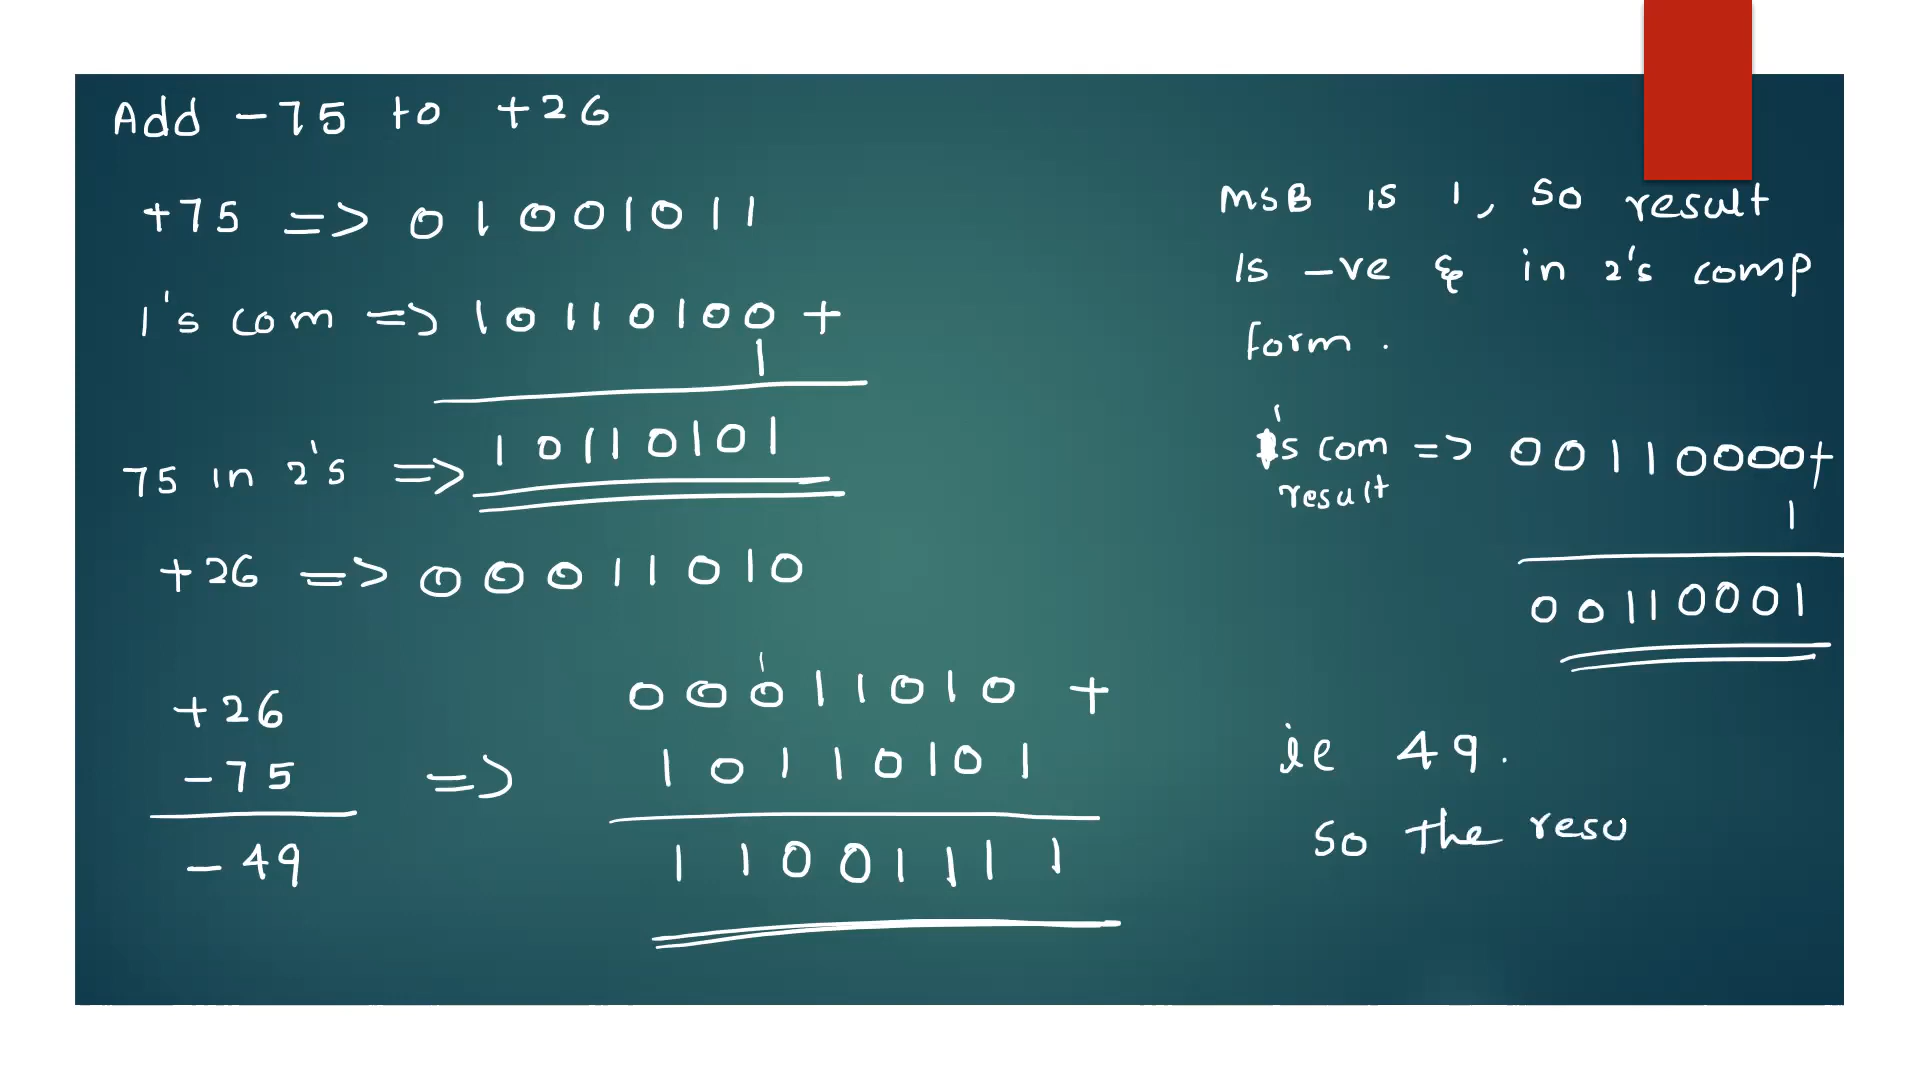 Add -75 to +26
+75 => 01001011
1's com => 10110100 +
1
75 in 2's => 10110101
+26 => 00011010
+26
-75
-49
=>
1
00011010 +
10110101
11001111
MSB is 1, so result
is -ve & in 2's comp
form.
1's com => 00110000+
result
1
00110001
ie 49.
So the resu